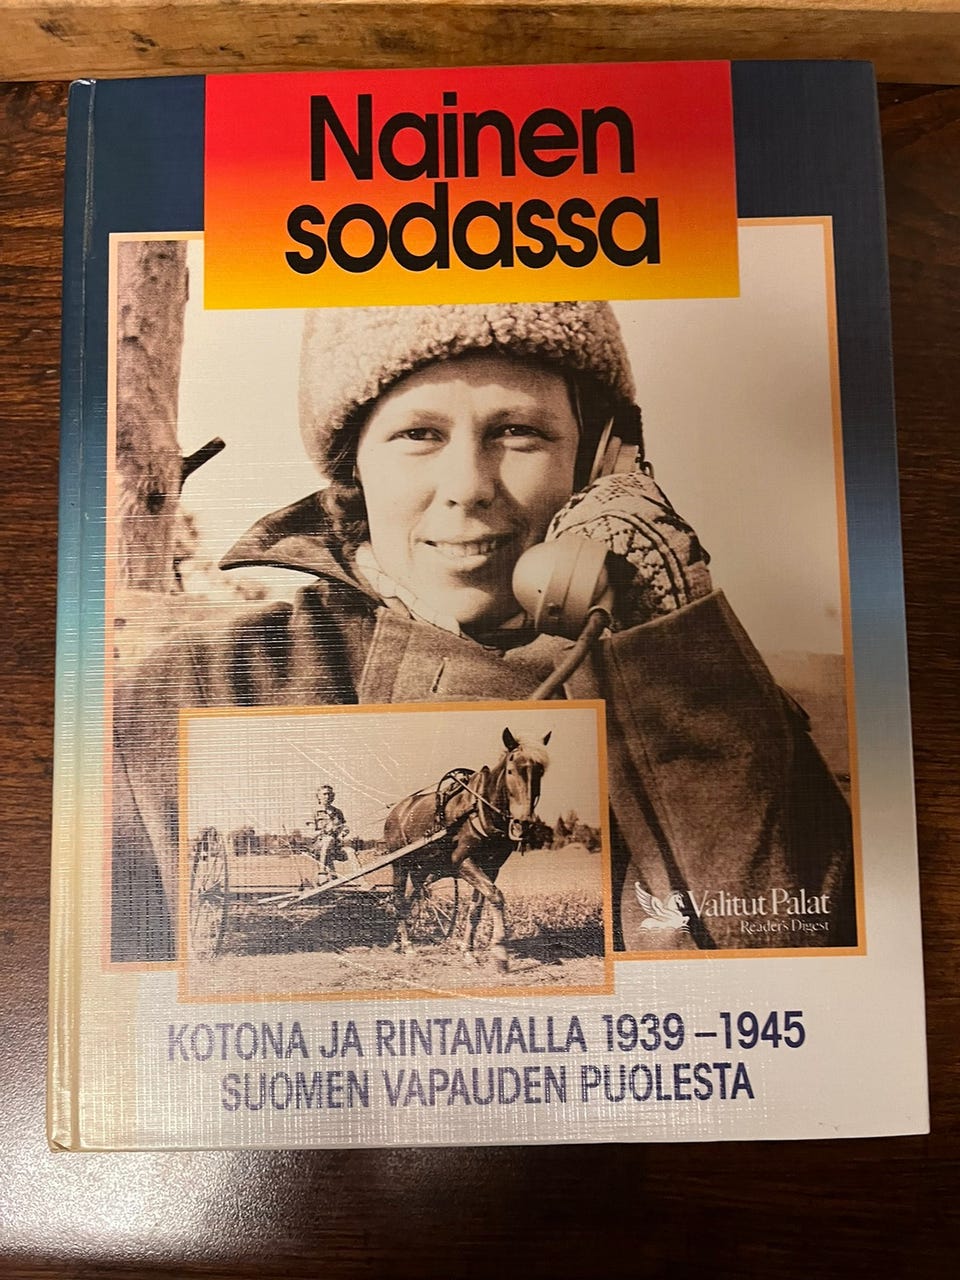 Nainen
sodassa
Valitut Palat
Reader's Digest
KOTONA JA RINTAMALLA 1939–1945
SUOMEN VAPAUDEN PUOLESTA